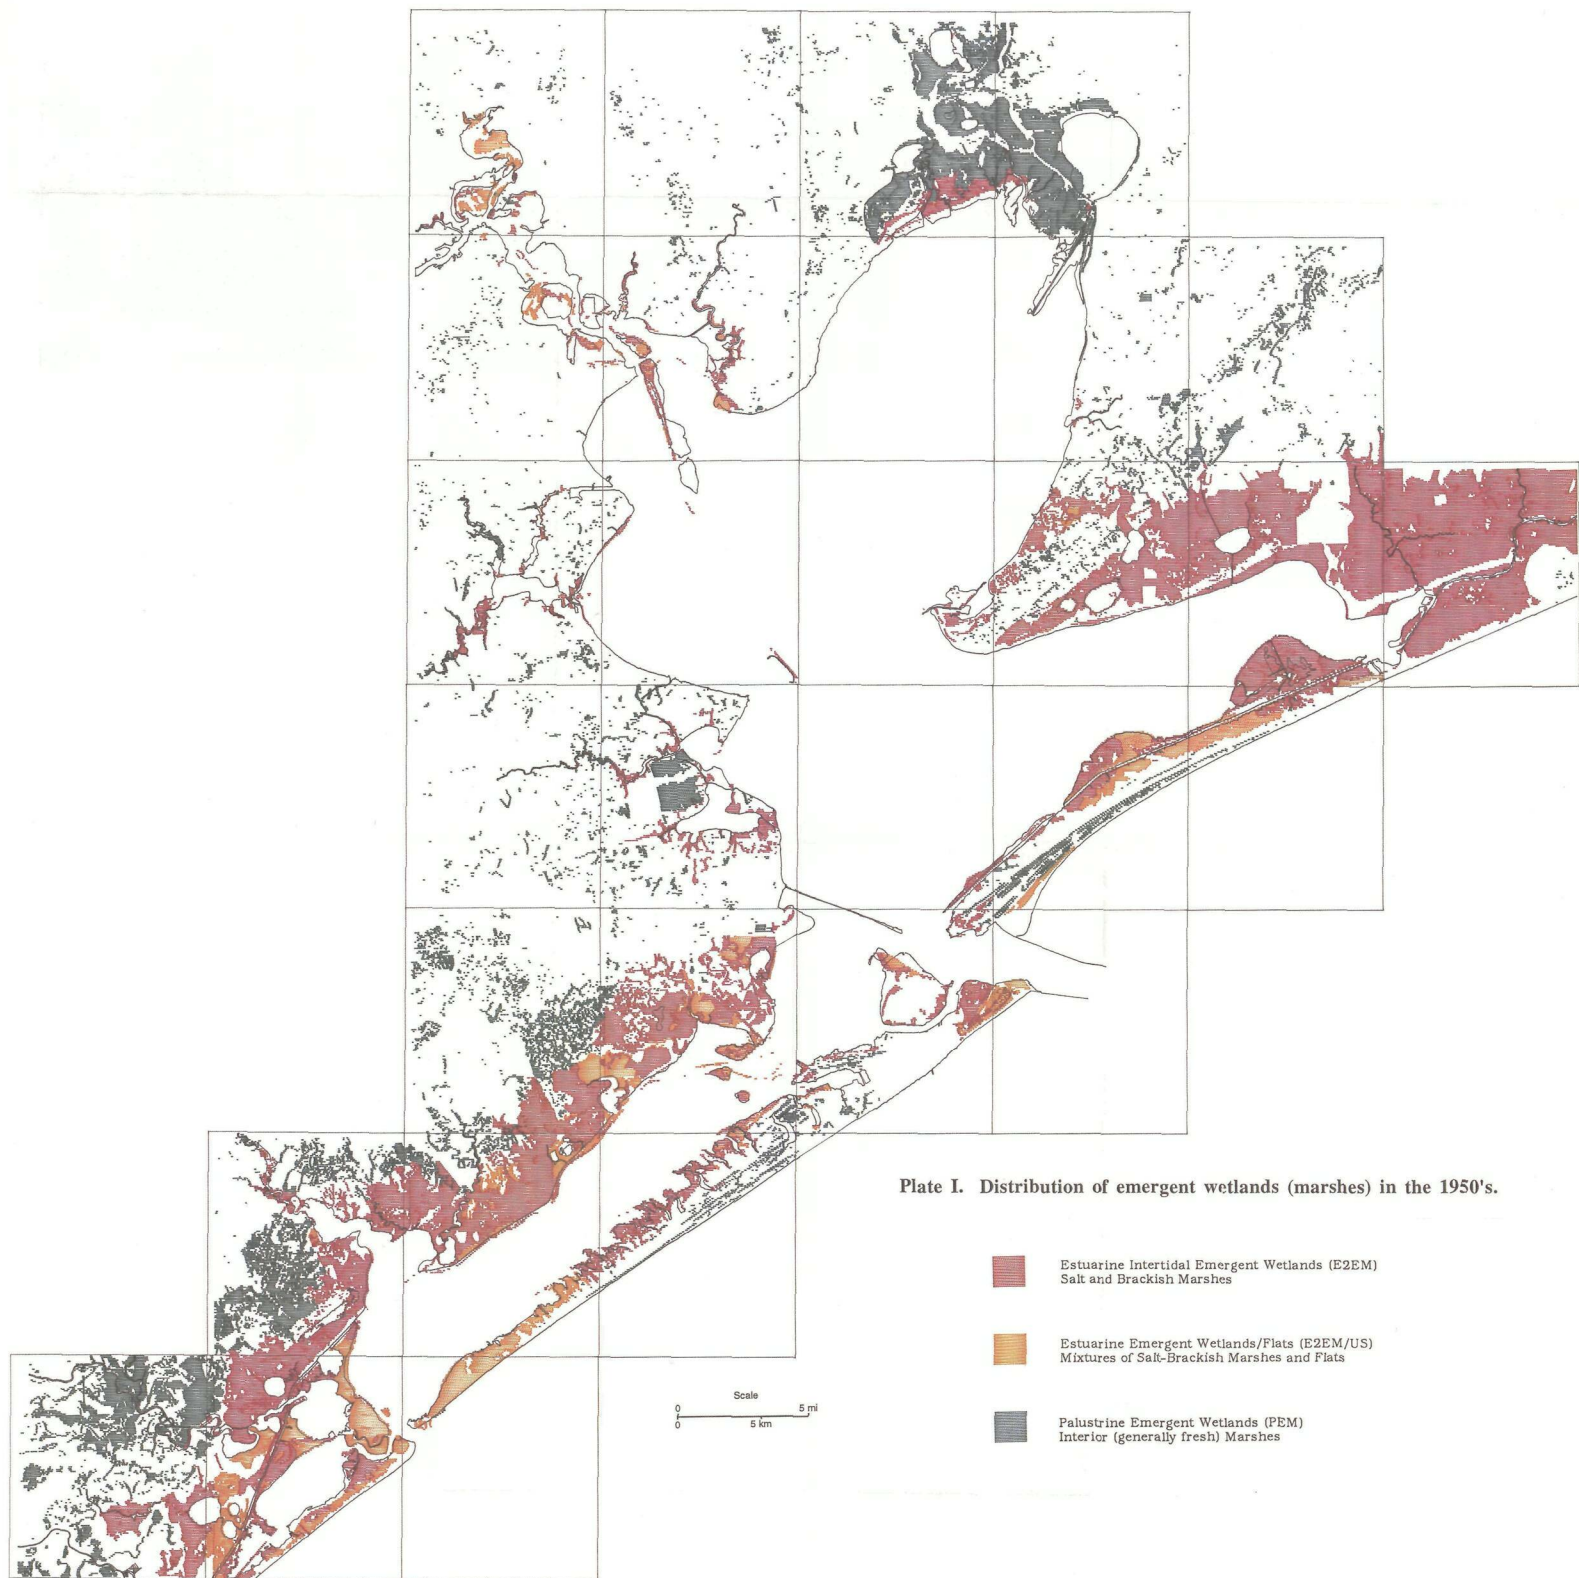 Plate I. Distribution of emergent wetlands (marshes) in the 1950's.
Estuarine Intertidal Emergent Wetlands (E2EM)
Salt and Brackish Marshes
Estuarine Emergent Wetlands/Flats (E2EM/US)
Mixtures of Salt-Brackish Marshes and Flats
Scale
0 5 mi
0 5 km
Palustrine Emergent Wetlands (PEM)
Interior (generally fresh) Marshes